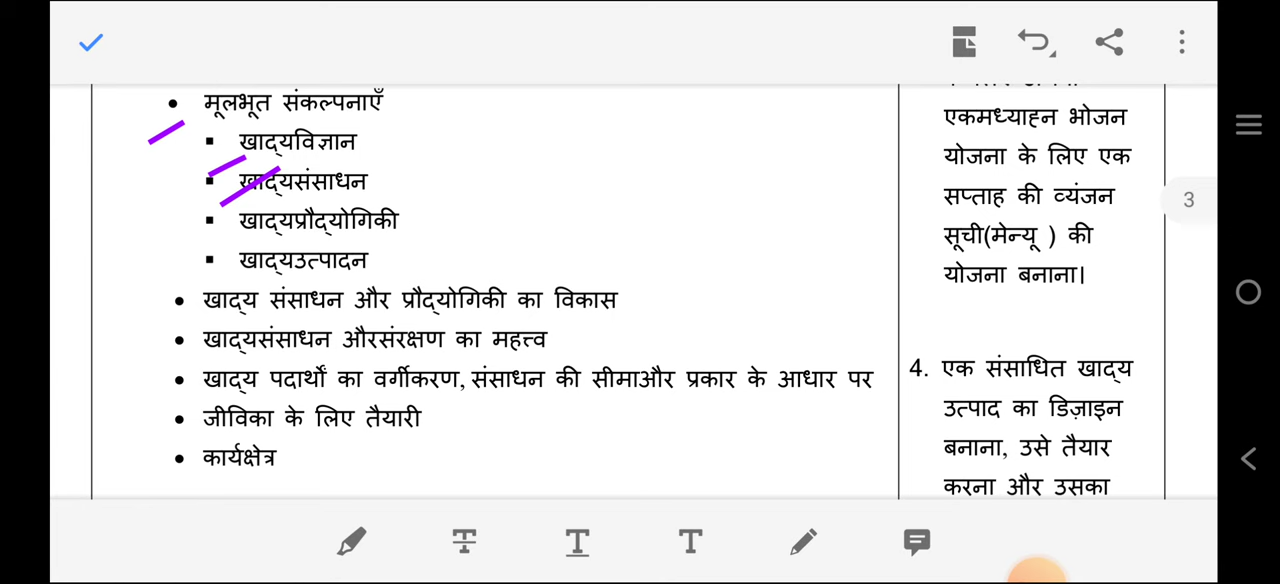 मूलभूत संकल्पनाएँ
खाद्यविज्ञान
खाद्यसंसाधन
खाद्यप्रौद्योगिकी
खाद्यउत्पादन
खाद्य संसाधन और प्रौद्योगिकी का विकास
खाद्यसंसाधन औरसंरक्षण का महत्त्व
खाद्य पदार्थों का वर्गीकरण, संसाधन की सीमाऔर प्रकार के आधार पर
जीविका के लिए तैयारी
कार्यक्षेत्र
एकमध्याह्न भोजन
योजना के लिए एक
सप्ताह की व्यंजन
सूची(मेन्यू ) की
योजना बनाना।
4. एक संसाधित खाद्य
उत्पाद का डिज़ाइन
बनाना, उसे तैयार
करना और उसका
3